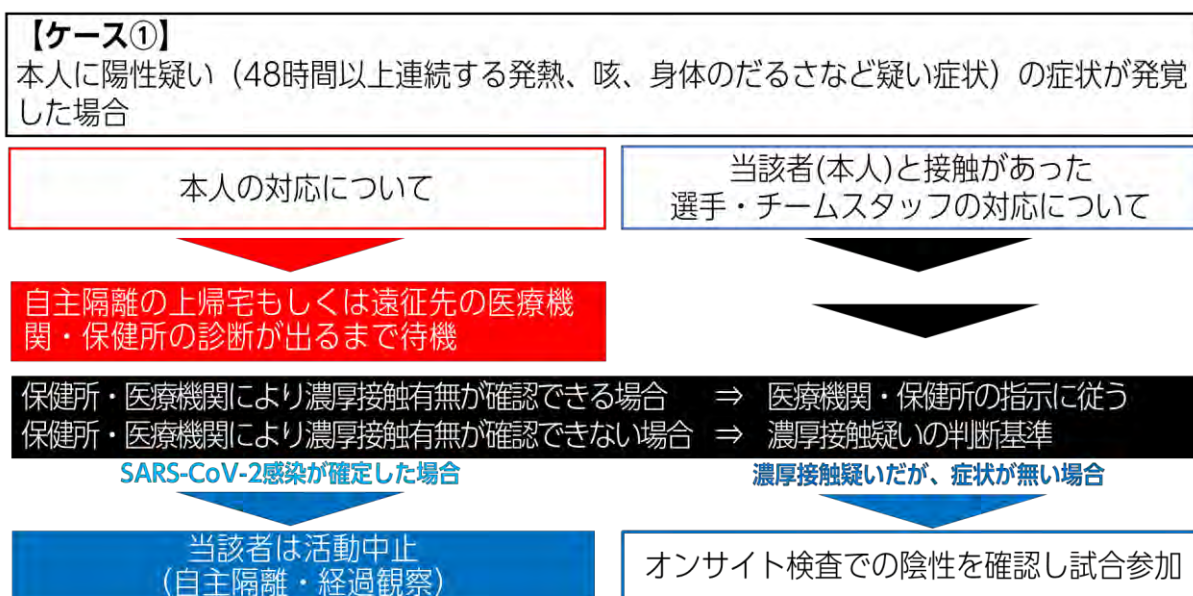 【ケース①】
本人に陽性疑い（48時間以上連続する発熱、咳、身体のだるさなど疑い症状）の症状が発覚
した場合
本人の対応について
当該者(本人)と接触があった
選手・チームスタッフの対応について
自主隔離の上帰宅もしくは遠征先の医療機
関・保健所の診断が出るまで待機
保健所・医療機関により濃厚接触有無が確認できる場合　⇒　医療機関・保健所の指示に従う
保健所・医療機関により濃厚接触有無が確認できない場合　⇒　濃厚接触疑いの判断基準
SARS-CoV-2感染が確定した場合
濃厚接触疑いだが、症状が無い場合
当該者は活動中止
(自主隔離・経過観察)
オンサイト検査での陰性を確認し試合参加